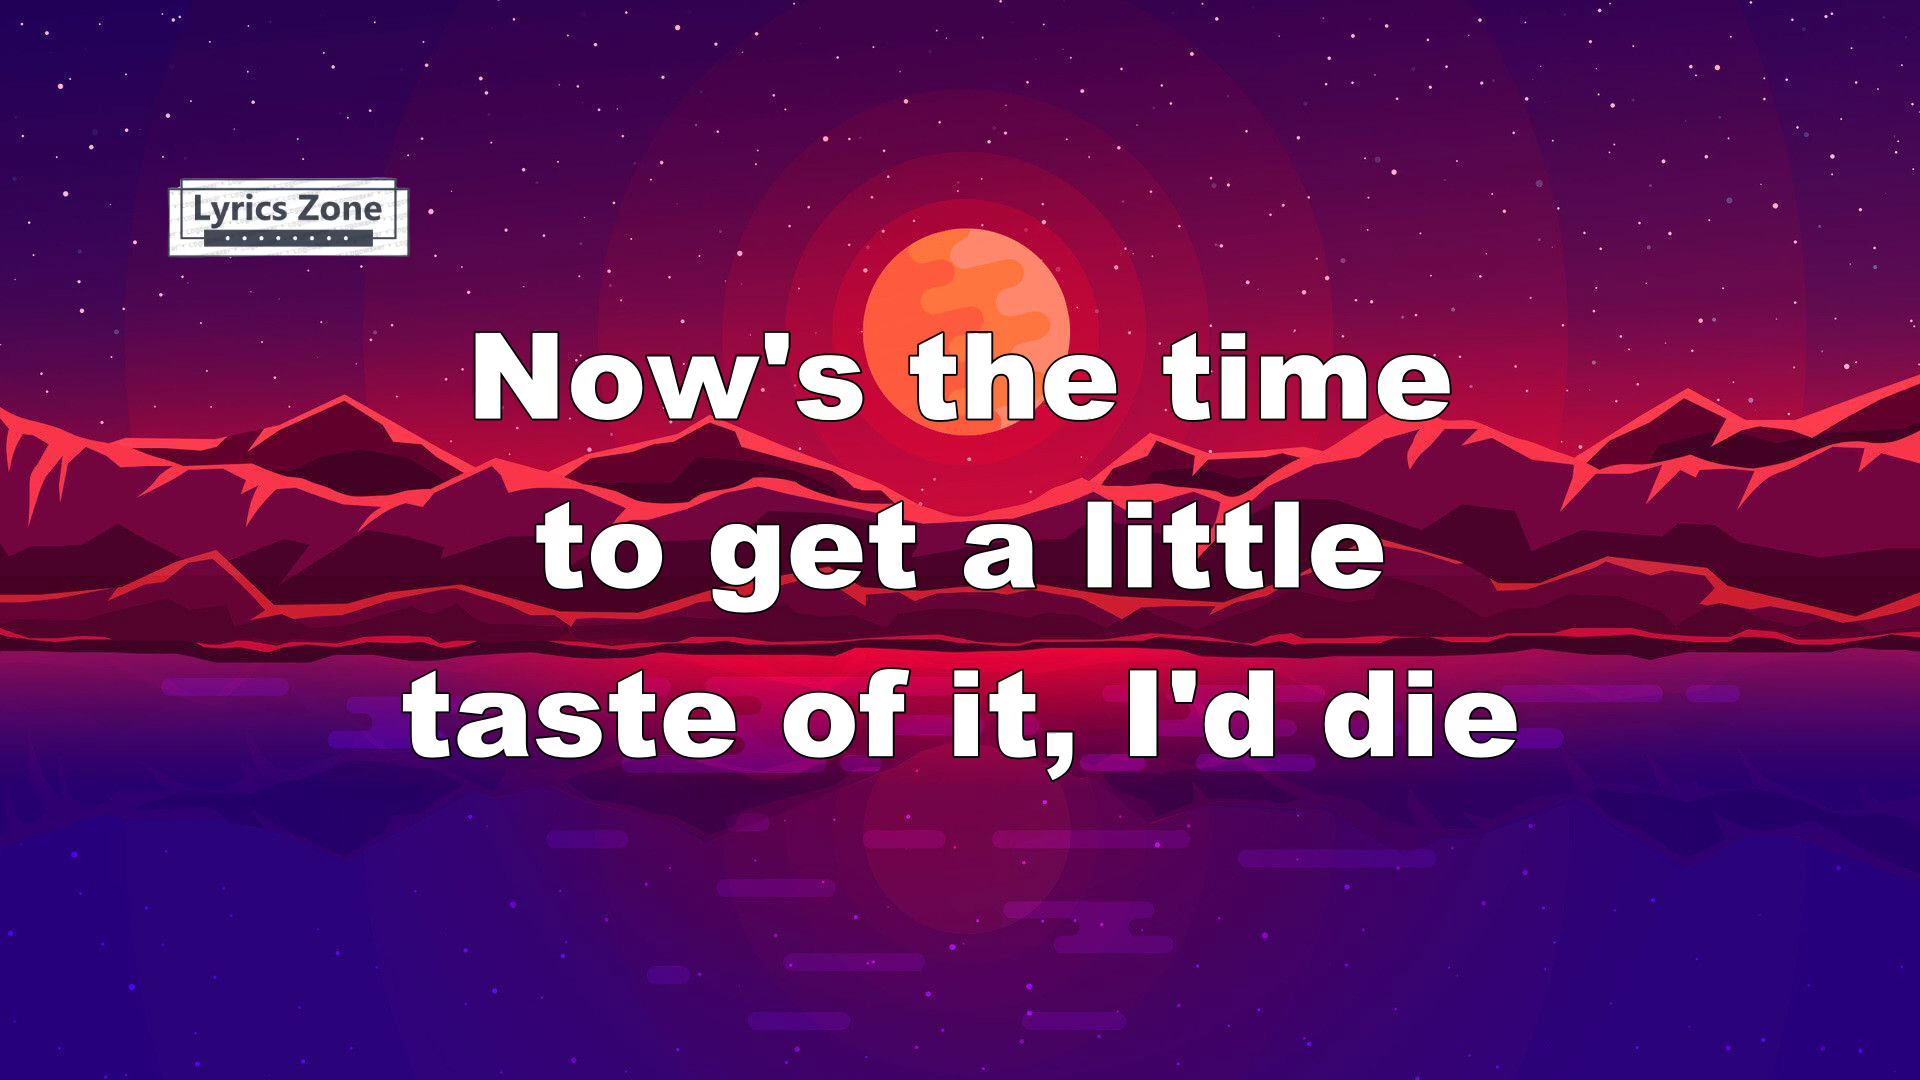 Lyrics Zone
Now's the time
to get a little
taste of it, I'd die